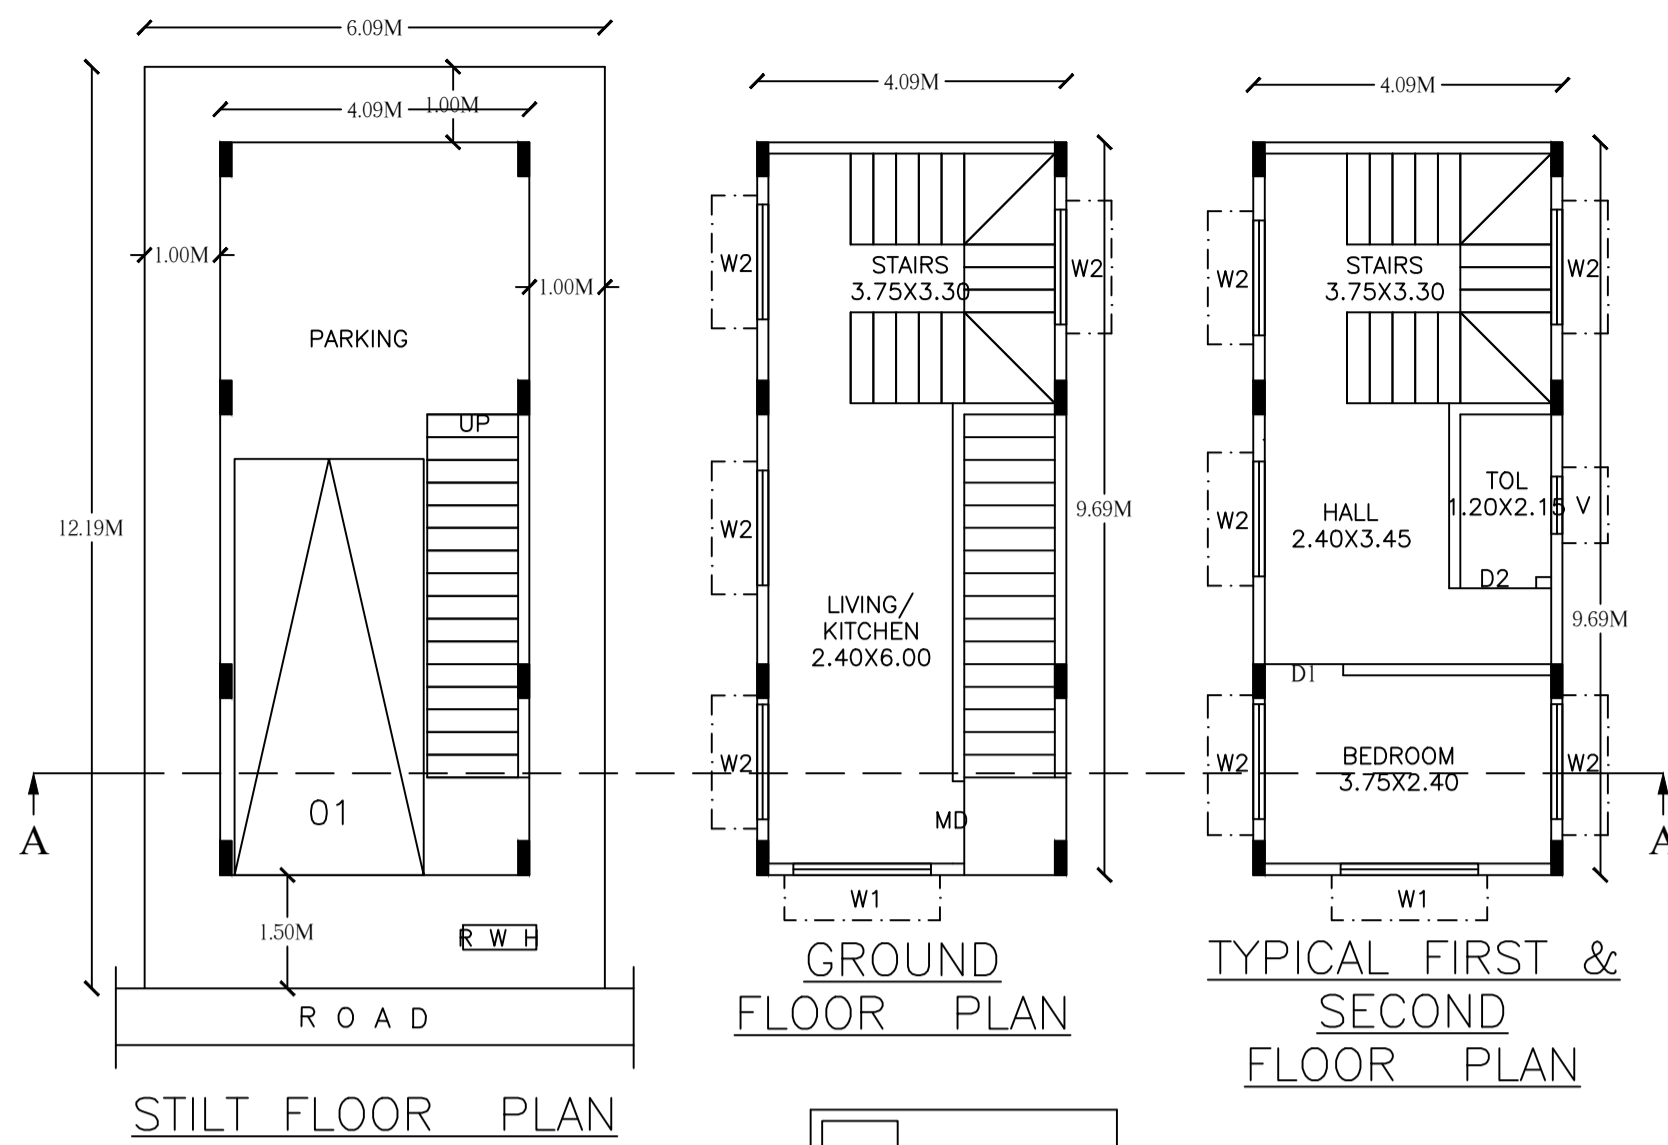 6.09M
4.09M
1.00M
1.00M
1.00M
PARKING
UP
12.19M
O1
A
1.50M
R W H
R O A D
STILT FLOOR PLAN
4.09M
W2
STAIRS
3.75X3.30
W2
W2
9.69M
LIVING/
KITCHEN
2.40X6.00
W2
MD
W1
GROUND
FLOOR PLAN
4.09M
W2
STAIRS
3.75X3.30
W2
W2
HALL
2.40X3.45
TOL
1.20X2.15
V
D2
9.69M
D1
W2
BEDROOM
3.75X2.40
W2
A
W1
TYPICAL FIRST &
SECOND
FLOOR PLAN